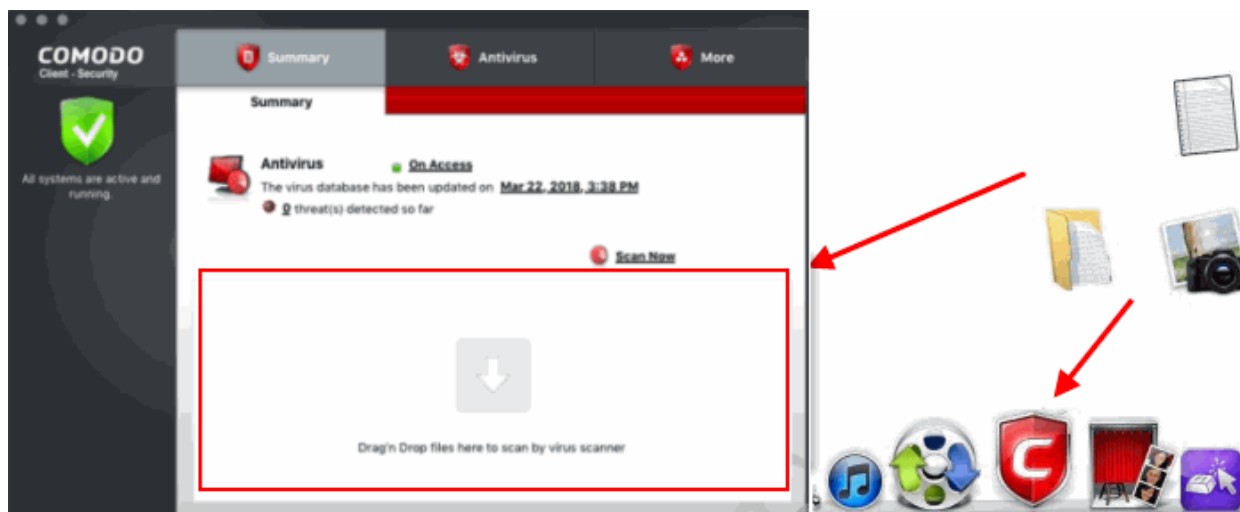 COMODO
Client - Security
Summary
Antivirus
More
Summary
All systems are active and
running.
Antivirus
On Access
The virus database has been updated on Mar 22, 2018, 3:38 PM
0 threat(s) detected so far
Scan Now
Drag'n Drop files here to scan by virus scanner
C